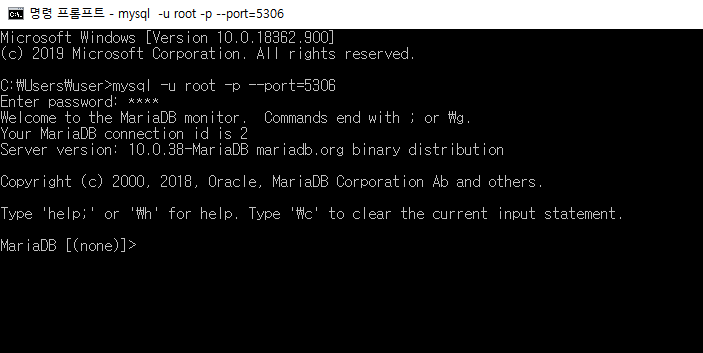 명령 프롬프트 - mysql  -u root -p --port=5306
Microsoft Windows [Version 10.0.18362.900]
(c) 2019 Microsoft Corporation. All rights reserved.
C:₩Users₩user>mysql -u root -p --port=5306
Enter password: ****
Welcome to the MariaDB monitor.  Commands end with ; or ₩g.
Your MariaDB connection id is 2
Server version: 10.0.38-MariaDB mariadb.org binary distribution
Copyright (c) 2000, 2018, Oracle, MariaDB Corporation Ab and others.
Type 'help;' or '₩h' for help. Type '₩c' to clear the current input statement.
MariaDB [(none)]>